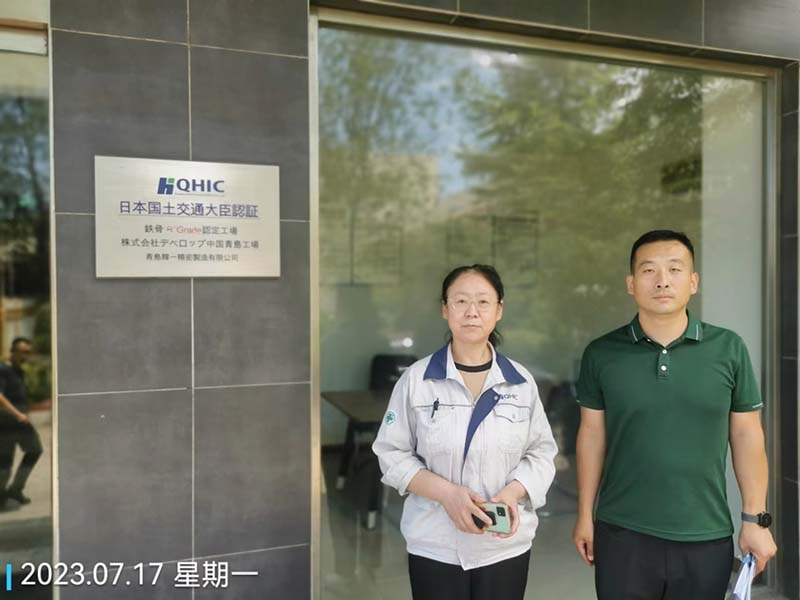 QHIC
日本国土交通大臣認証
鉄骨 R Grade認定工場
株式会社デベロップ中国青島工場
青島韓一精密製造有限公司
QHIC
2023.07.17 星期一